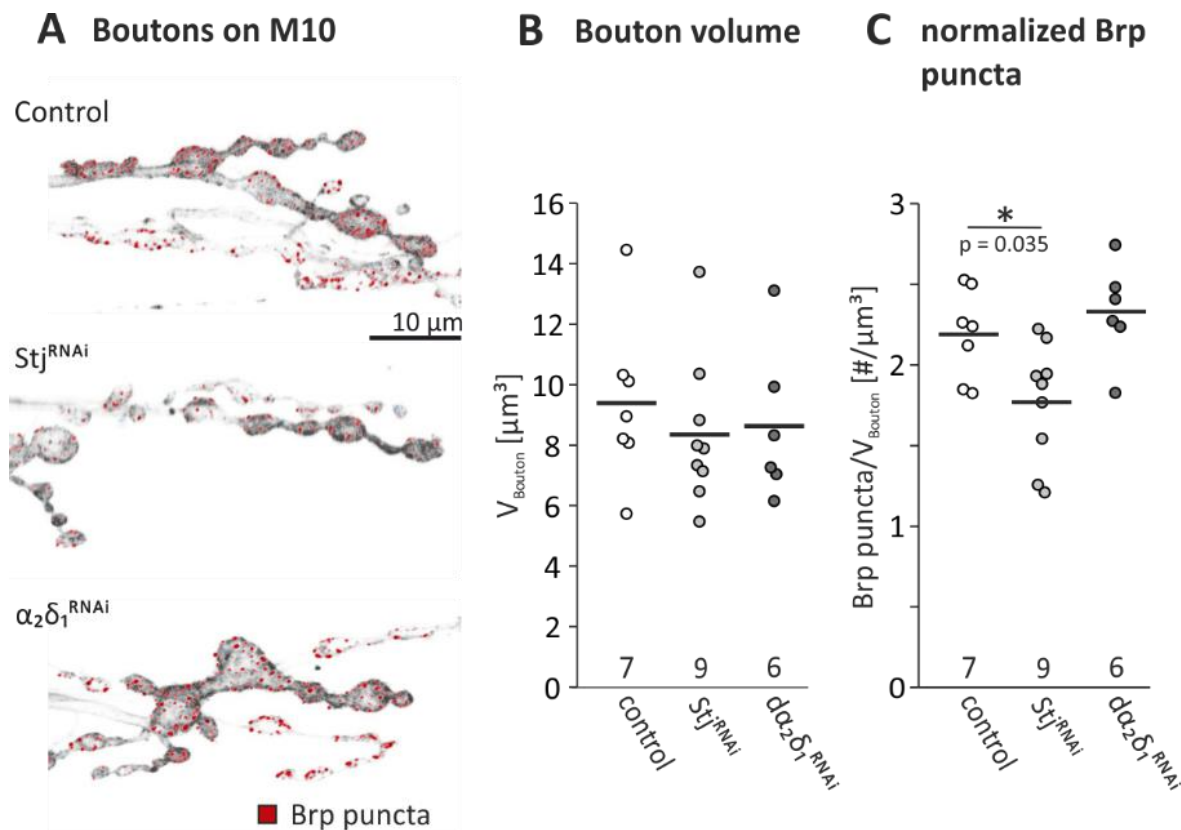 A Boutons on M10
Control
10 µm
Stj^RNAi
α₂δ₁^RNAi
Brp puncta
B Bouton volume
V_Bouton [µm³]
16
14
12
10
8
6
4
2
0
7 9 6
control Stj^RNAi dα₂δ₁^RNAi
C normalized Brp
puncta
Brp puncta/V_Bouton [#/µm³]
3
2
1
0
*
p = 0.035
7 9 6
control Stj^RNAi dα₂δ₁^RNAi